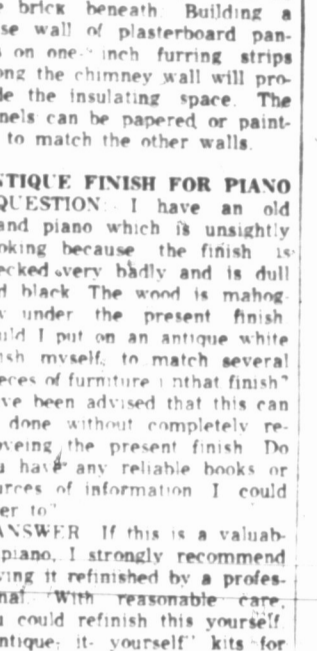 brick beneath. Building a
se wall of plasterboard pan-
on one-inch furring strips
ong the chimney wall will pro-
de the insulating space. The
nels can be papered or paint-
to match the other walls.
NTIQUE FINISH FOR PIANO
QUESTION: I have an old
and piano which is unsightly
oking because the finish is
ecked very badly and is dull
d black The wood is mahog-
y under the present finish
uld I put on an antique white
ish myself, to match several
eces of furniture i nthat finish?
ve been advised that this can
done without completely re-
oveing the present finish Do
u have any reliable books or
urces of information I could
er to?
ANSWER If this is a valuab-
piano, I strongly recommend
ving it refinished by a profes-
nal. With reasonable care,
u could refinish this yourself.
ntique- it- yourself" kits for